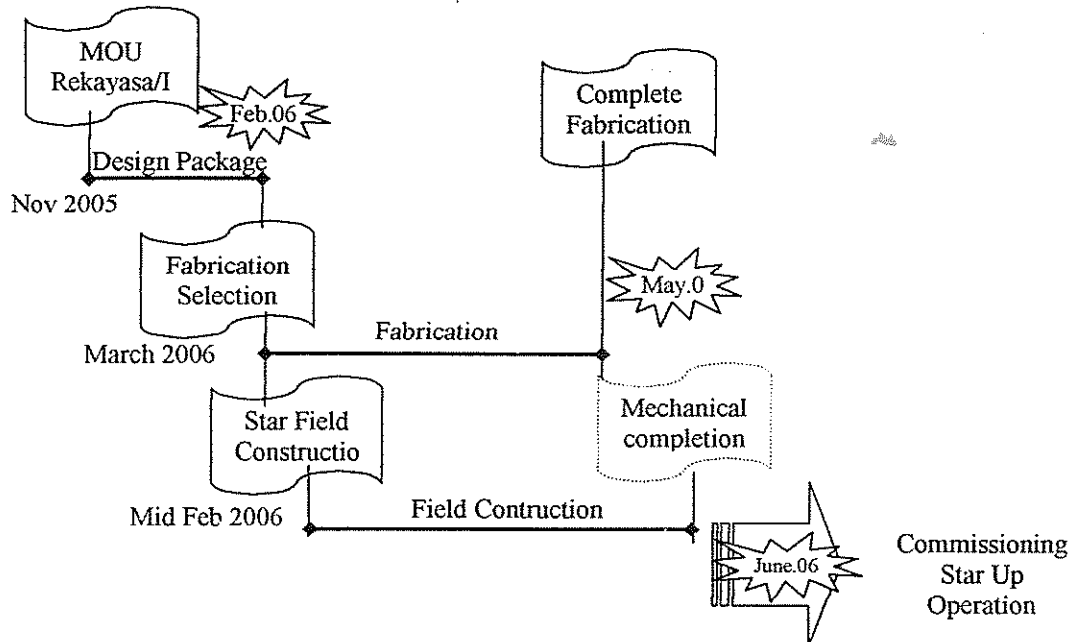 MOU
Rekayasa/I
Feb.06
Complete
Fabrication
Design Package
Nov 2005
Fabrication
Selection
May.0
Fabrication
March 2006
Star Field
Constructio
Mechanical
completion
Mid Feb 2006
Field Contruction
June.06
Commissioning
Star Up
Operation